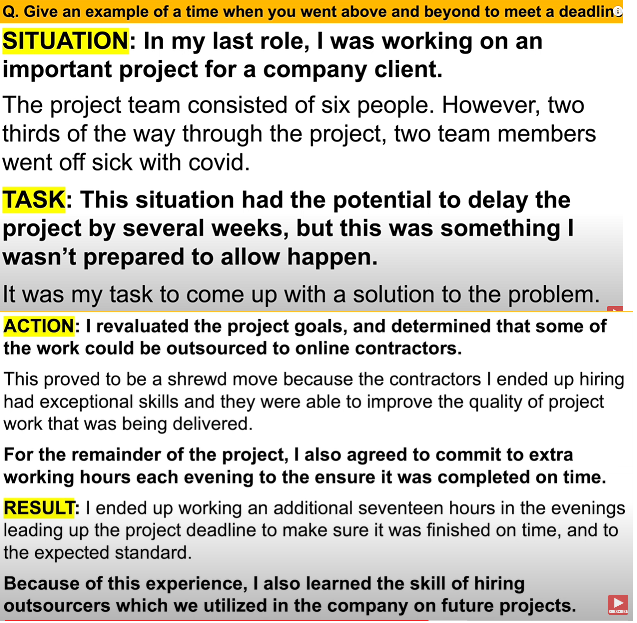 Q. Give an example of a time when you went above and beyond to meet a deadline
SITUATION: In my last role, I was working on an
important project for a company client.
The project team consisted of six people. However, two
thirds of the way through the project, two team members
went off sick with covid.
TASK: This situation had the potential to delay the
project by several weeks, but this was something I
wasn't prepared to allow happen.
It was my task to come up with a solution to the problem.
ACTION: I revaluated the project goals, and determined that some of
the work could be outsourced to online contractors.
This proved to be a shrewd move because the contractors I ended up hiring
had exceptional skills and they were able to improve the quality of project
work that was being delivered.
For the remainder of the project, I also agreed to commit to extra
working hours each evening to the ensure it was completed on time.
RESULT: I ended up working an additional seventeen hours in the evenings
leading up the project deadline to make sure it was finished on time, and to
the expected standard.
Because of this experience, I also learned the skill of hiring
outsourcers which we utilized in the company on future projects.